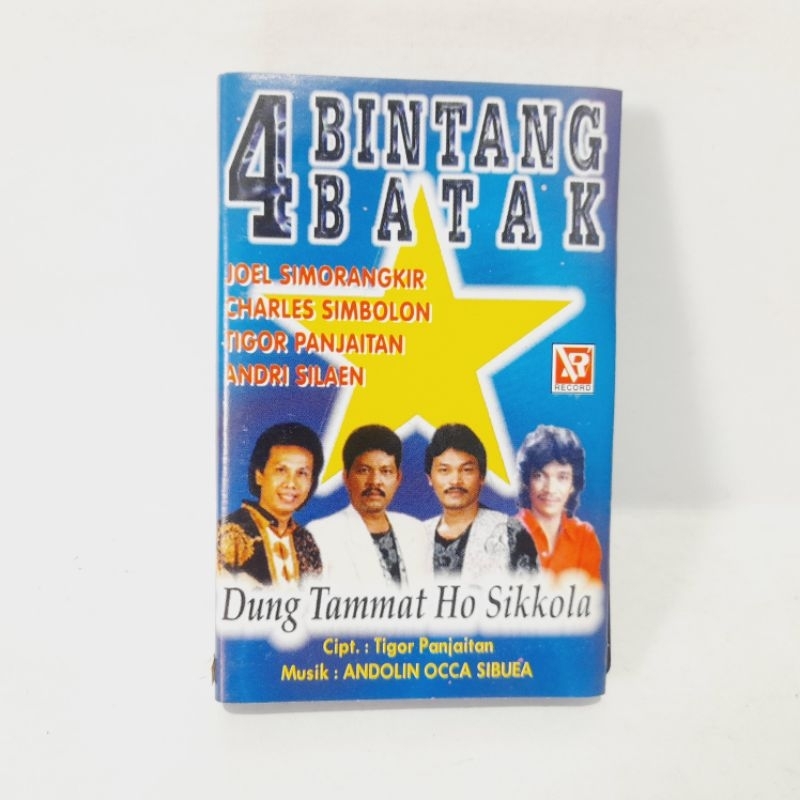 4 BINTANG
BATAK
JOEL SIMORANGKIR
CHARLES SIMBOLON
TIGOR PANJAITAN
ANDRI SILAEN
RECORD
Dung Tammat Ho Sikkola
Cipt. : Tigor Panjaitan
Musik : ANDOLIN OCCA SIBUEA